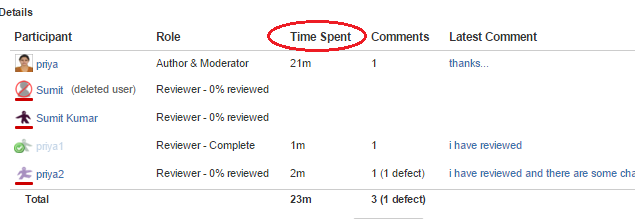 Details
Participant Role Time Spent Comments Latest Comment
priya Author & Moderator 21m 1 thanks...
Sumit (deleted user) Reviewer - 0% reviewed
Sumit Kumar Reviewer - 0% reviewed
priya1 Reviewer - Complete 1m 1 i have reviewed
priya2 Reviewer - 0% reviewed 2m 1 (1 defect) i have reviewed and there are some cha
Total 23m 3 (1 defect)